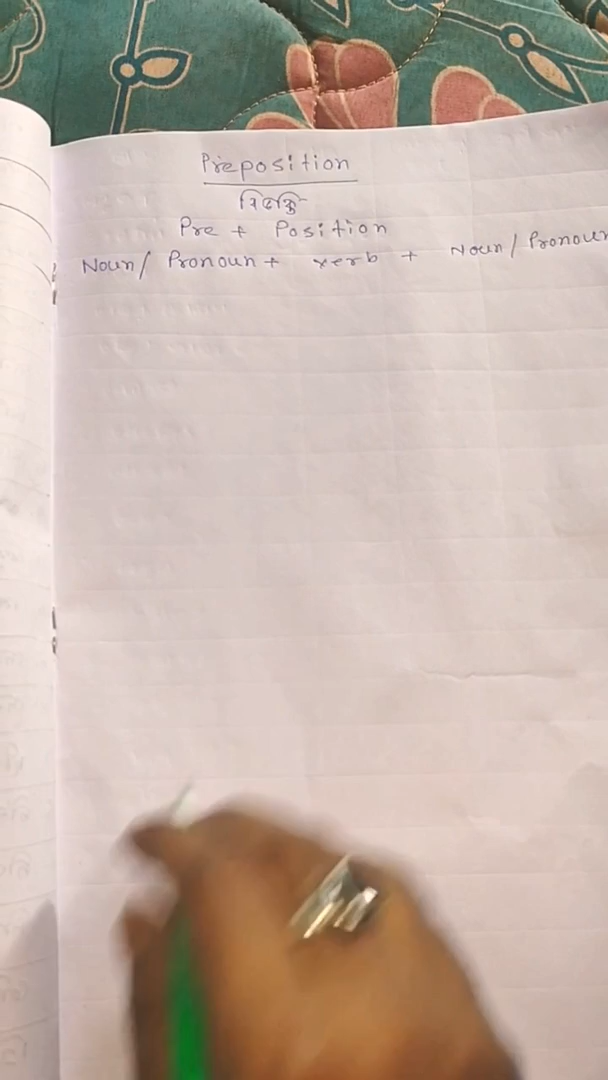 Preposition
বিভক্তি
Pre + Position
Noun/ Pronoun + verb + Noun / Pronoun